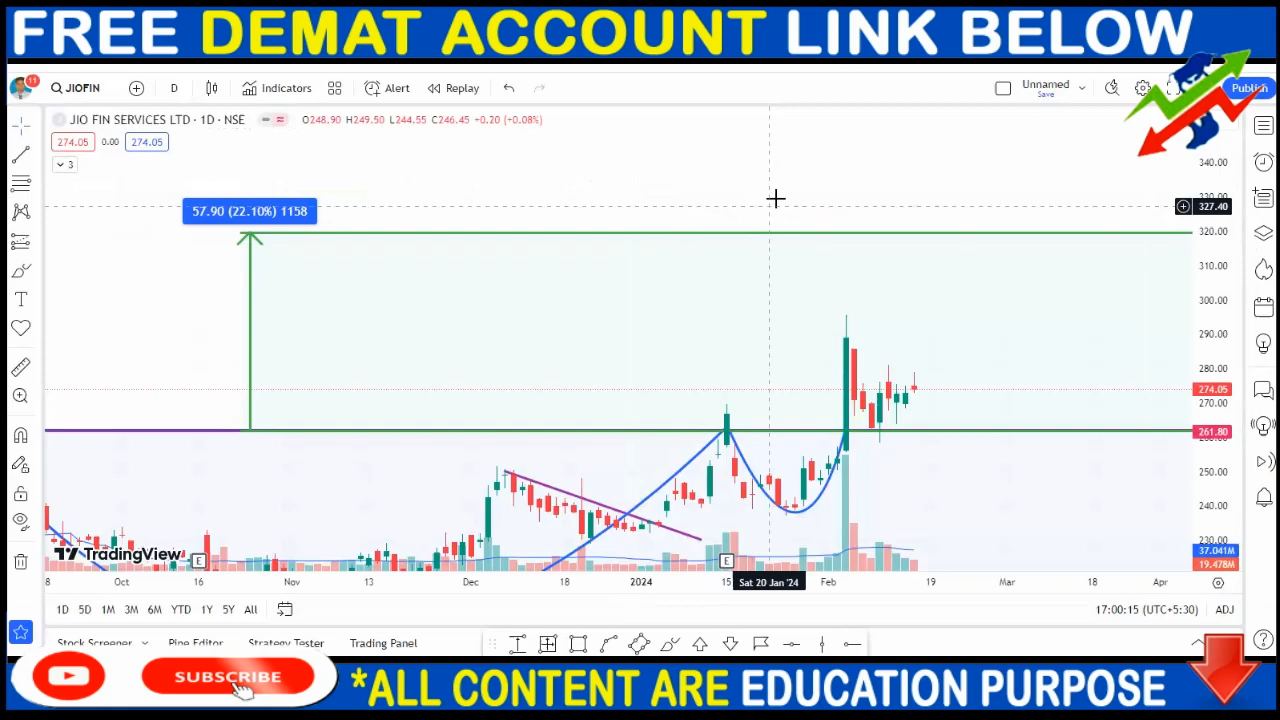 FREE DEMAT ACCOUNT LINK BELOW
11 JIOFIN D Indicators Alert Replay Unnamed Save Publish
JIO FIN SERVICES LTD · 1D · NSE O248.90 H249.50 L244.55 C246.45 +0.20 (+0.08%)
274.05 0.00 274.05
3
340.00
330.00
327.40
57.90 (22.10%) 1158
320.00
310.00
300.00
290.00
280.00
274.05
270.00
261.80
250.00
240.00
230.00
TradingView
E E
37.041M
19.478M
8 Oct 16 Nov 13 Dec 18 2024 15 Sat 20 Jan '24 Feb 19 Mar 18 Apr
1D 5D 1M 3M 6M YTD 1Y 5Y All 17:00:15 (UTC+5:30) ADJ
Stock Screener Pine Editor Strategy Tester Trading Panel
SUBSCRIBE
*ALL CONTENT ARE EDUCATION PURPOSE